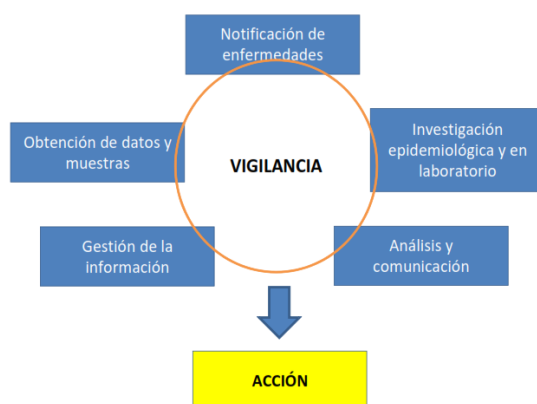 Notificación de
enfermedades
Obtención de datos y
muestras
VIGILANCIA
Investigación
epidemiológica y en
laboratorio
Gestión de la
información
Análisis y
comunicación
ACCIÓN